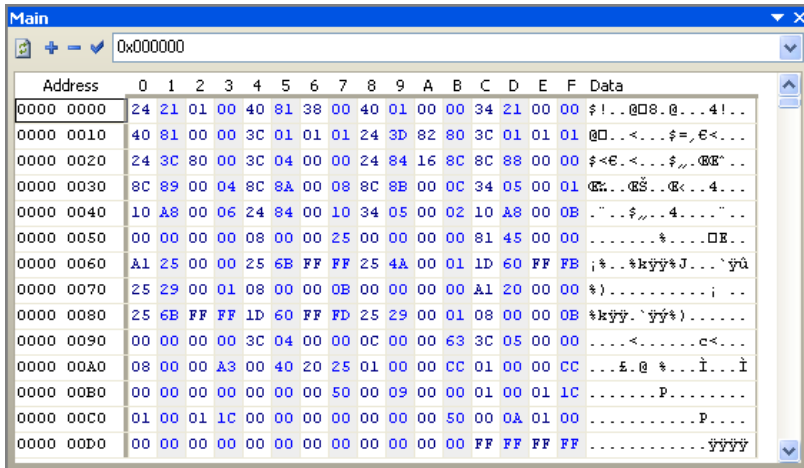 Main
0x000000
Address 0 1 2 3 4 5 6 7 8 9 A B C D E F Data
0000 0000 24 21 01 00 40 81 38 00 40 01 00 00 34 21 00 00 $!..@□8.@...4!..
0000 0010 40 81 00 00 3C 01 01 01 24 3D 82 80 3C 01 01 01 @□..<...$=‚€<...
0000 0020 24 3C 80 00 3C 04 00 00 24 84 16 8C 8C 88 00 00 $<€.<...$„.ŒŒˆ..
0000 0030 8C 89 00 04 8C 8A 00 08 8C 8B 00 0C 34 05 00 01 Œ‰..ŒŠ..Œ‹..4...
0000 0040 10 A8 00 06 24 84 00 10 34 05 00 02 10 A8 00 0B .¨..$„..4....¨..
0000 0050 00 00 00 00 08 00 00 25 00 00 00 00 81 45 00 00 .......%....□E..
0000 0060 A1 25 00 00 25 6B FF FF 25 4A 00 01 1D 60 FF FB ¡%..%kÿÿ%J...`ÿû
0000 0070 25 29 00 01 08 00 00 0B 00 00 00 00 A1 20 00 00 %)..........¡ ..
0000 0080 25 6B FF FF 1D 60 FF FD 25 29 00 01 08 00 00 0B %kÿÿ.`ÿý%)......
0000 0090 00 00 00 00 3C 04 00 00 0C 00 00 63 3C 05 00 00 ....<......c<...
0000 00A0 08 00 00 A3 00 40 20 25 01 00 00 CC 01 00 00 CC ...£.@ %...Ì...Ì
0000 00B0 00 00 00 00 00 00 00 50 00 09 00 00 01 00 01 1C .......P........
0000 00C0 01 00 01 1C 00 00 00 00 00 00 00 50 00 0A 01 00 ...........P....
0000 00D0 00 00 00 00 00 00 00 00 00 00 00 00 FF FF FF FF ............ÿÿÿÿ